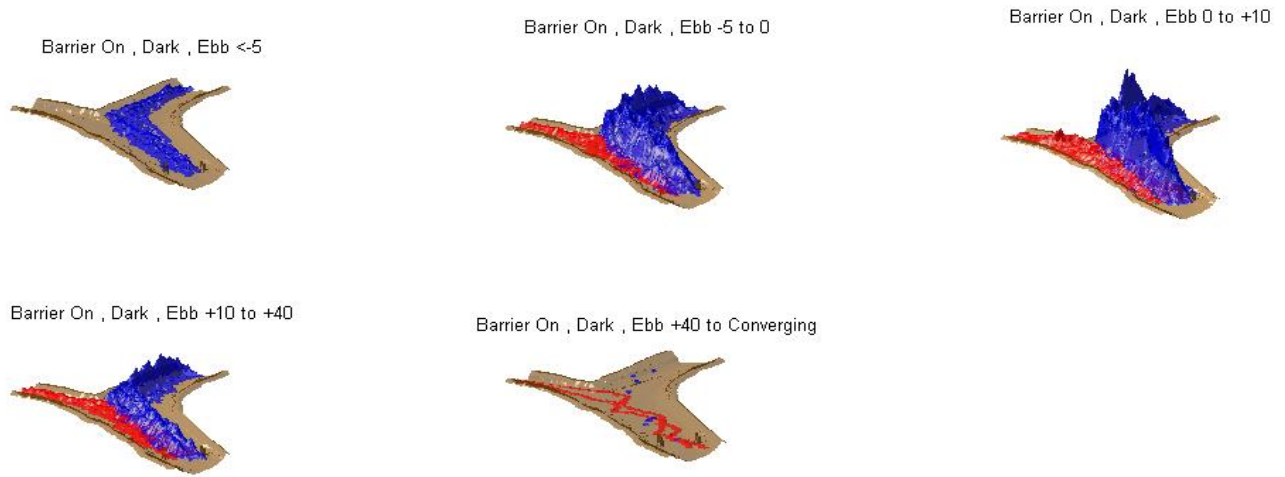 Barrier On , Dark , Ebb <-5
Barrier On , Dark , Ebb -5 to 0
Barrier On , Dark , Ebb 0 to +10
Barrier On , Dark , Ebb +10 to +40
Barrier On , Dark , Ebb +40 to Converging